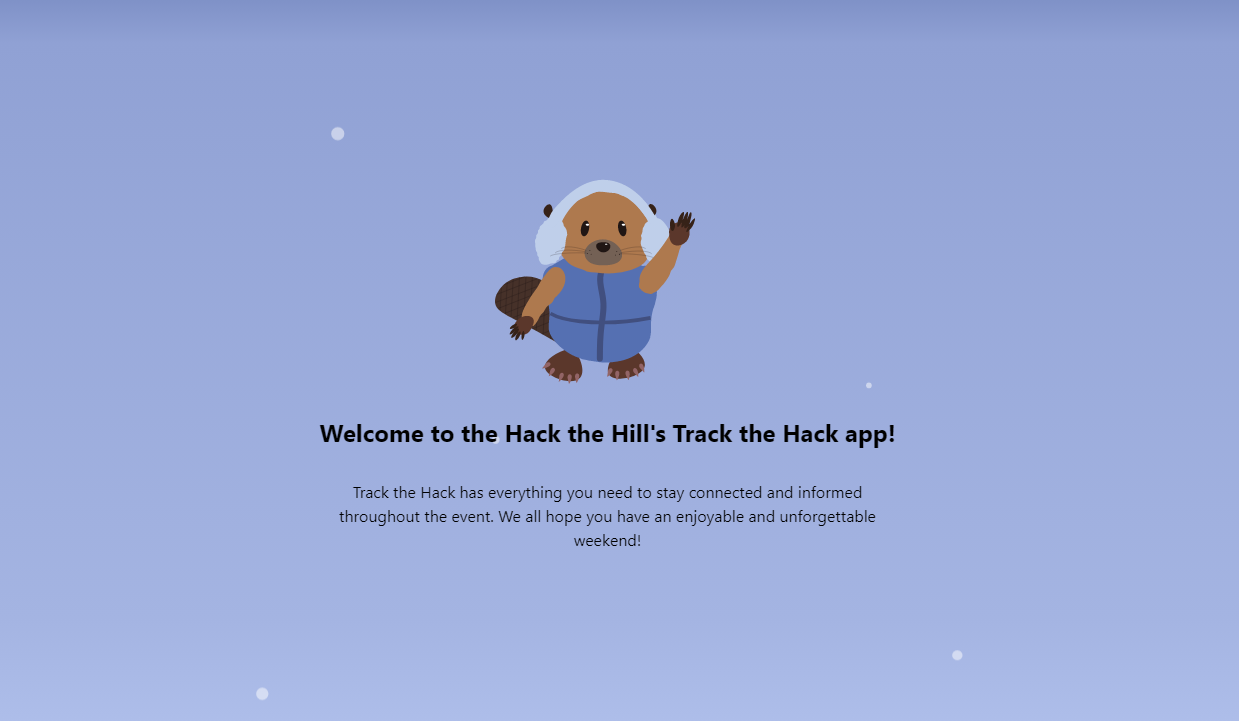 Welcome to the Hack the Hill's Track the Hack app!
Track the Hack has everything you need to stay connected and informed
throughout the event. We all hope you have an enjoyable and unforgettable
weekend!